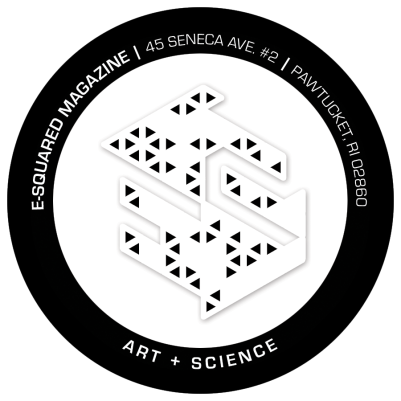 E-SQUARED MAGAZINE | 45 SENECA AVE. #2 | PAWTUCKET, RI 02860
ART + SCIENCE